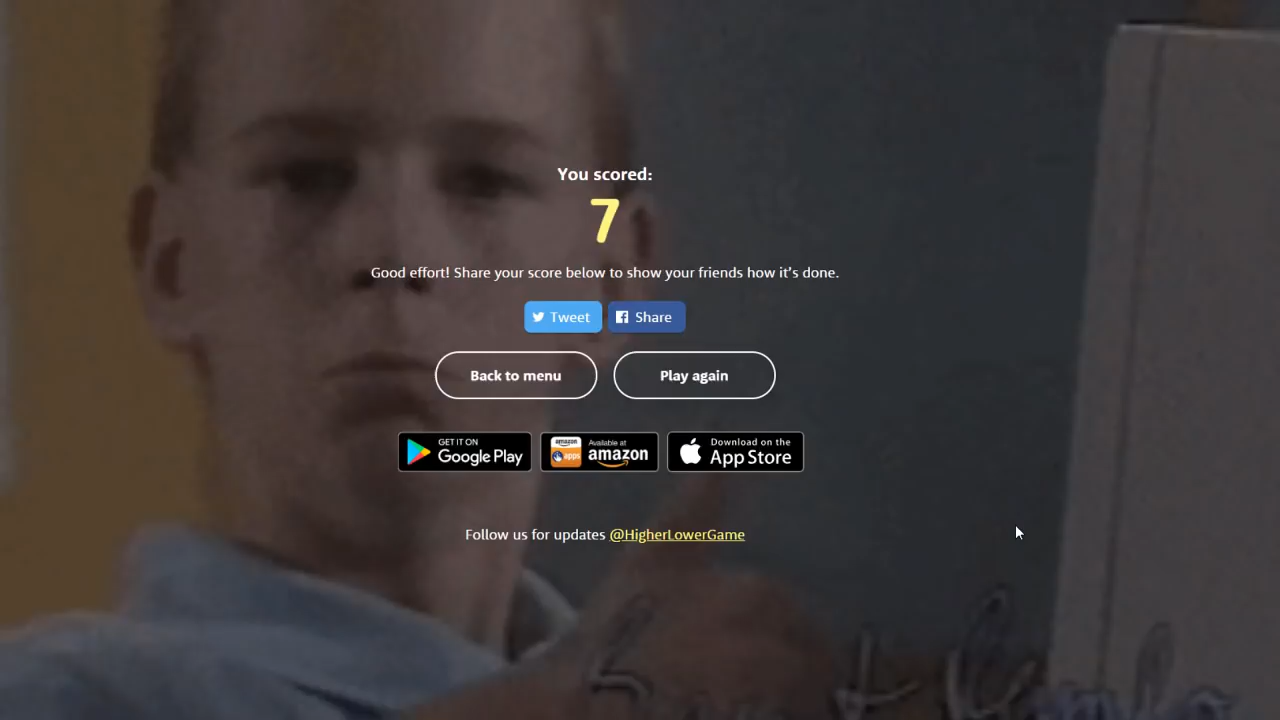 You scored:
7
Good effort! Share your score below to show your friends how it's done.
Tweet Share
Back to menu Play again
GET IT ON
Google Play
amazon
apps
Available at
amazon
Download on the
App Store
Follow us for updates @HigherLowerGame